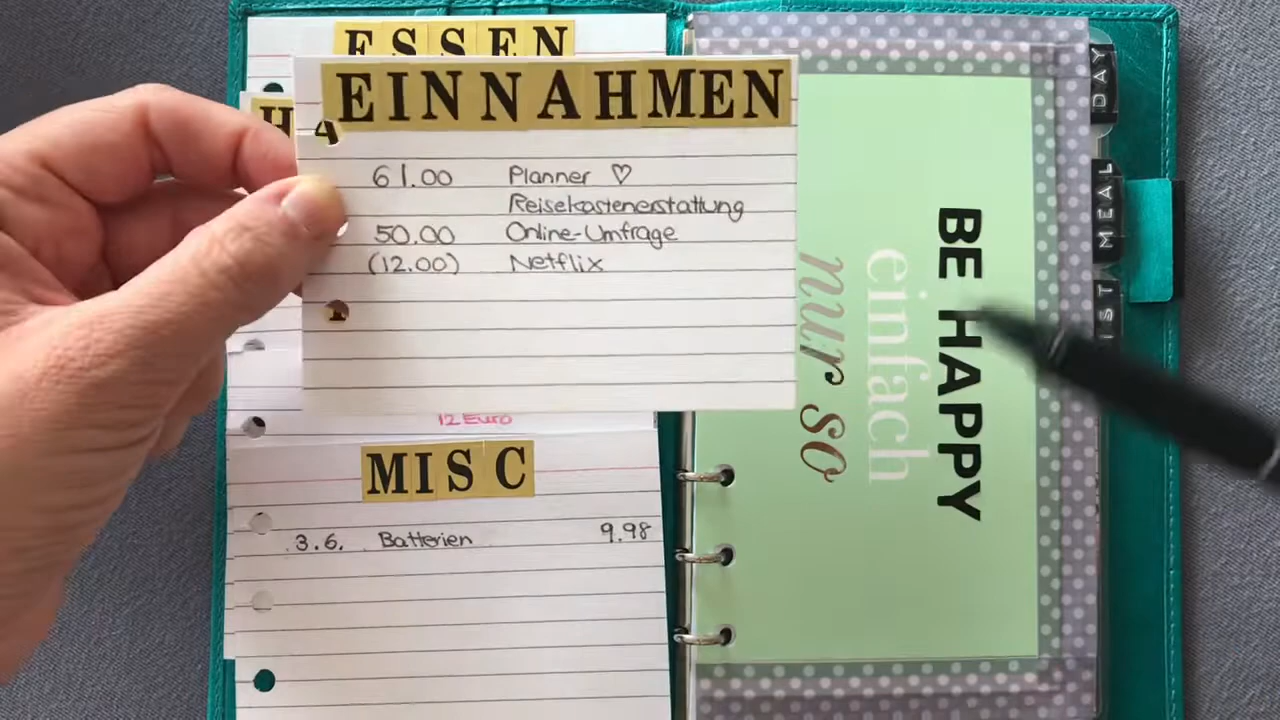 ESSEN
EINNAHMEN
61.00 Planner ♡
Reisekostenerstattung
50.00 Online-Umfrage
(12.00) Netflix
12 Euro
MISC
3.6. Batterien 9.98
BE HAPPY
einfach
nur so
DAY
MEAL